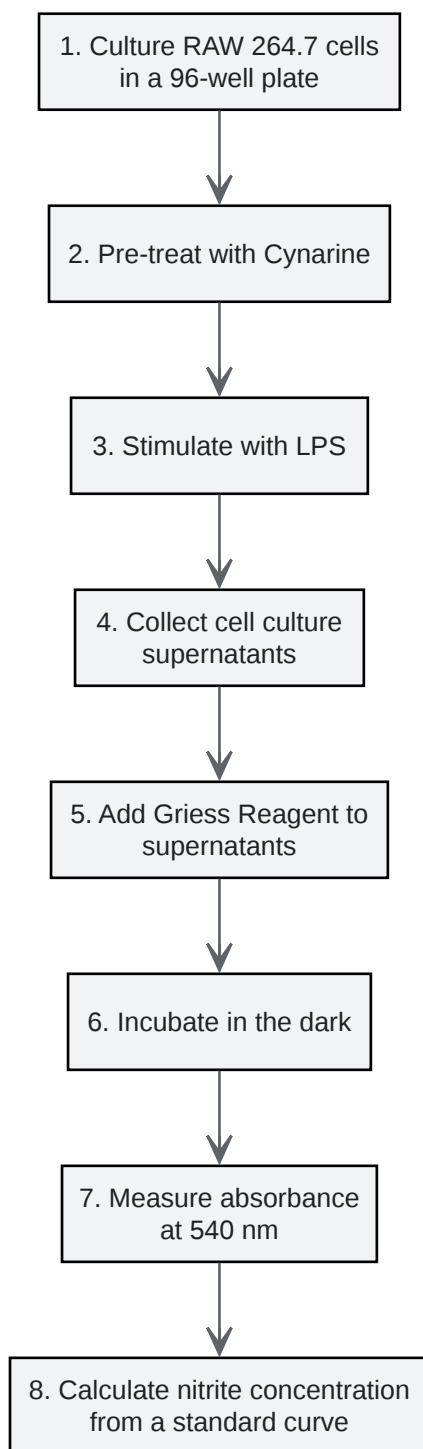 1. Culture RAW 264.7 cells
in a 96-well plate
2. Pre-treat with Cynarine
3. Stimulate with LPS
4. Collect cell culture
supernatants
5. Add Griess Reagent to
supernatants
6. Incubate in the dark
7. Measure absorbance
at 540 nm
8. Calculate nitrite concentration
from a standard curve